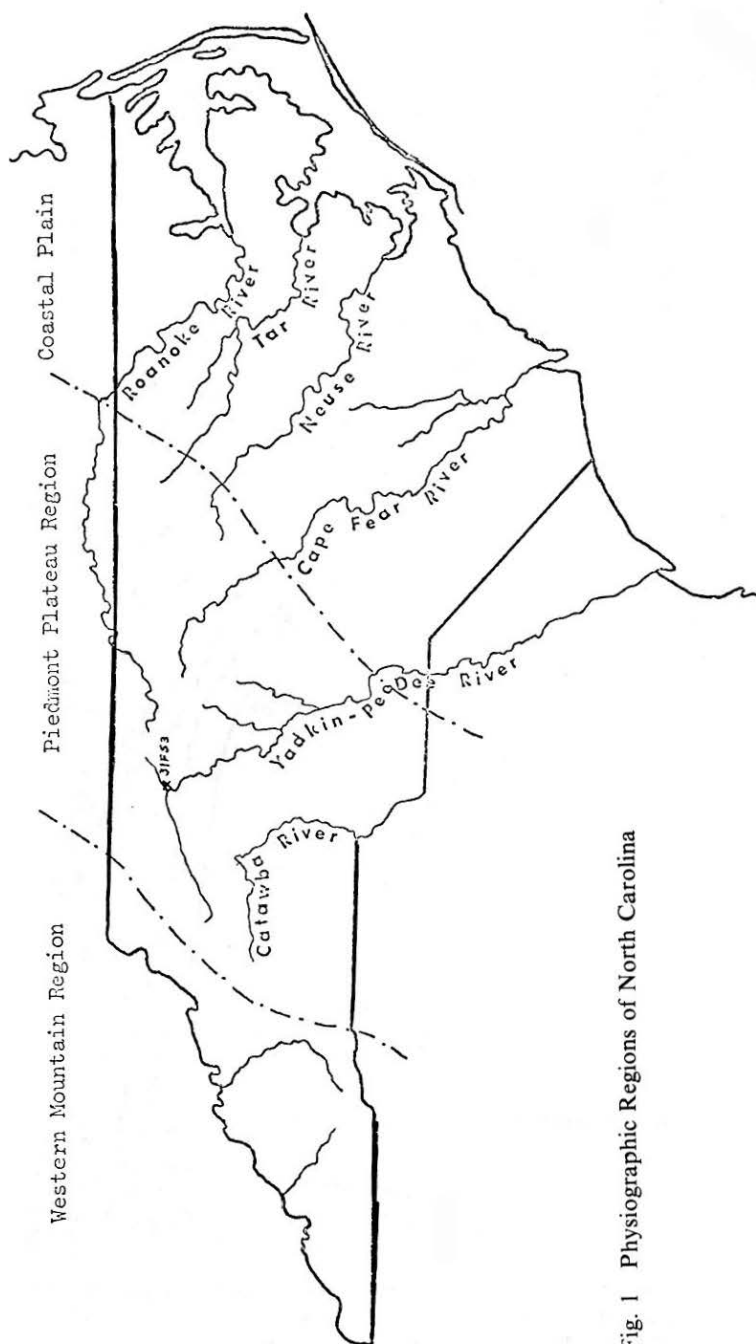 Western Mountain Region
Piedmont Plateau Region
Coastal Plain
Roanoke River
Tar River
Neuse River
Cape Fear River
Yadkin-PeeDee River
31FS3
Catawba River
Fig. 1 Physiographic Regions of North Carolina